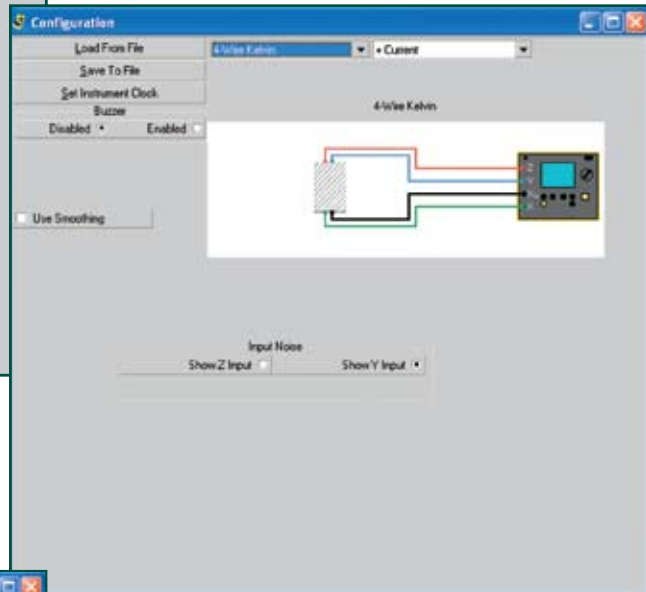 Configuration
Load From File
4-Wire Kelvin
+ Current
Save To File
Set Instrument Clock
Buzzer
Disabled
Enabled
4-Wire Kelvin
Use Smoothing
Input Noise
Show Z Input
Show Y Input